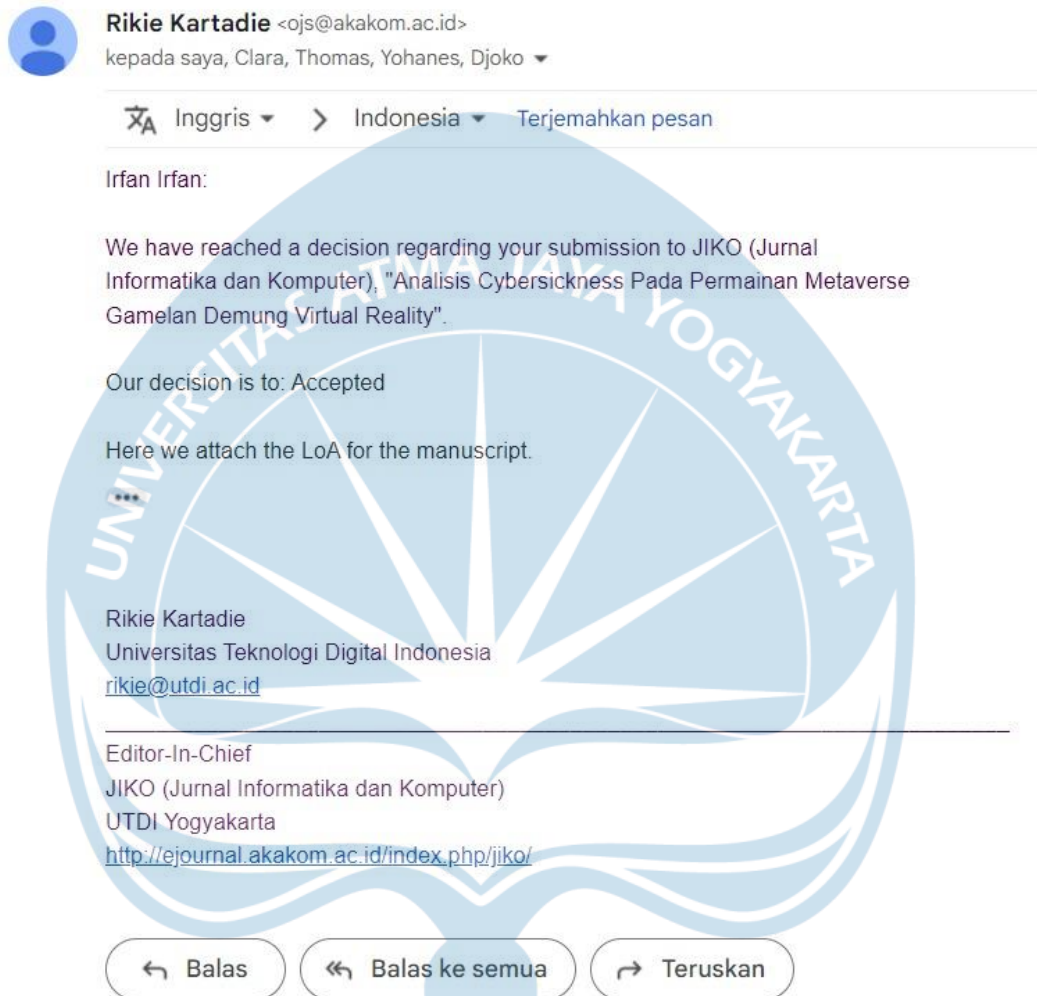 Rikie Kartadie <ojs@akakom.ac.id>
kepada saya, Clara, Thomas, Yohanes, Djoko
Inggris > Indonesia Terjemahkan pesan
Irfan Irfan:
We have reached a decision regarding your submission to JIKO (Jurnal
Informatika dan Komputer), "Analisis Cybersickness Pada Permainan Metaverse
Gamelan Demung Virtual Reality".
Our decision is to: Accepted
Here we attach the LoA for the manuscript.
Rikie Kartadie
Universitas Teknologi Digital Indonesia
rikie@utdi.ac.id
Editor-In-Chief
JIKO (Jurnal Informatika dan Komputer)
UTDI Yogyakarta
http://ejournal.akakom.ac.id/index.php/jiko/
Balas Balas ke semua Teruskan
UNIVERSITAS ATMA JAYA YOGYAKARTA